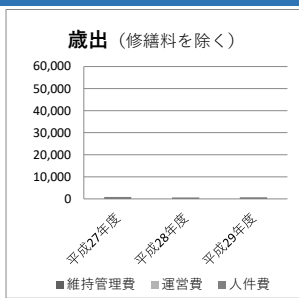 歳出（修繕料を除く）
60,000
50,000
40,000
30,000
20,000
10,000
0
平成27年度
平成28年度
平成29年度
■維持管理費 ■運営費 ■人件費